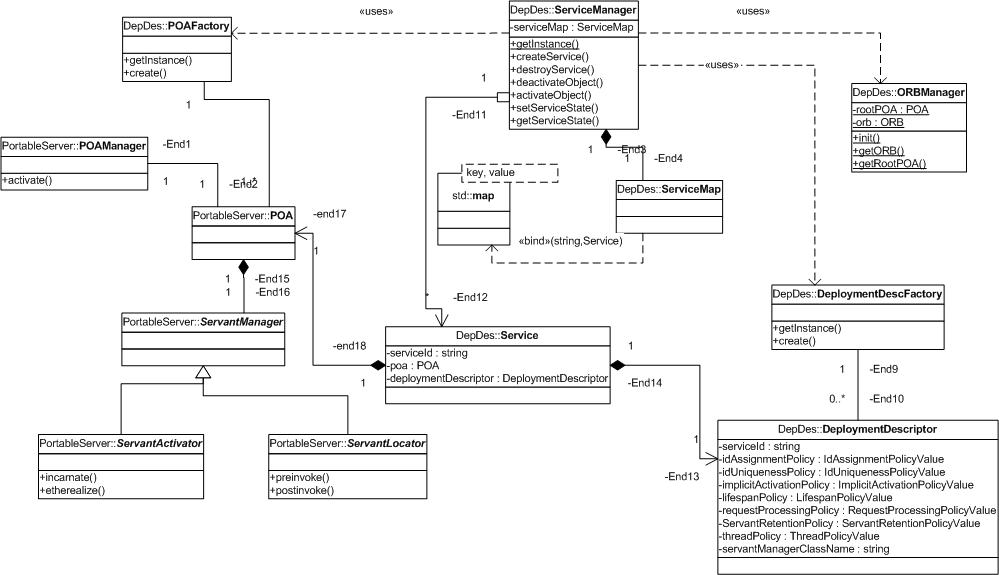 «uses»
«uses»
DepDes::POAFactory
+getInstance()
+create()
DepDes::ServiceManager
-serviceMap : ServiceMap
+getInstance()
+createService()
+destroyService()
+deactivateObject()
+activateObject()
+setServiceState()
+getServiceState()
«uses»
DepDes::ORBManager
-rootPOA : POA
-orb : ORB
+init()
+getORB()
+getRootPOA()
1
1
-End11
PortableServer::POAManager
+activate()
-End1
1
1
-End2
1..*
1
-End3
1
-End4
key, value
std::map
DepDes::ServiceMap
«bind»(string,Service)
PortableServer::POA
-end17
1
1
-End15
1
-End16
*
-End12
DepDes::DeploymentDescFactory
+getInstance()
+create()
PortableServer::ServantManager
DepDes::Service
-serviceId : string
-poa : POA
-deploymentDescriptor : DeploymentDescriptor
-end18
1
1
-End14
1
-End9
0..*
-End10
PortableServer::ServantActivator
+incarnate()
+etherealize()
PortableServer::ServantLocator
+preinvoke()
+postinvoke()
1
-End13
DepDes::DeploymentDescriptor
-serviceId : string
-idAssignmentPolicy : IdAssignmentPolicyValue
-idUniquenessPolicy : IdUniquenessPolicyValue
-implicitActivationPolicy : ImplicitActivationPolicyValue
-lifespanPolicy : LifespanPolicyValue
-requestProcessingPolicy : RequestProcessingPolicyValue
-ServantRetentionPolicy : ServantRetentionPolicyValue
-threadPolicy : ThreadPolicyValue
-servantManagerClassName : string